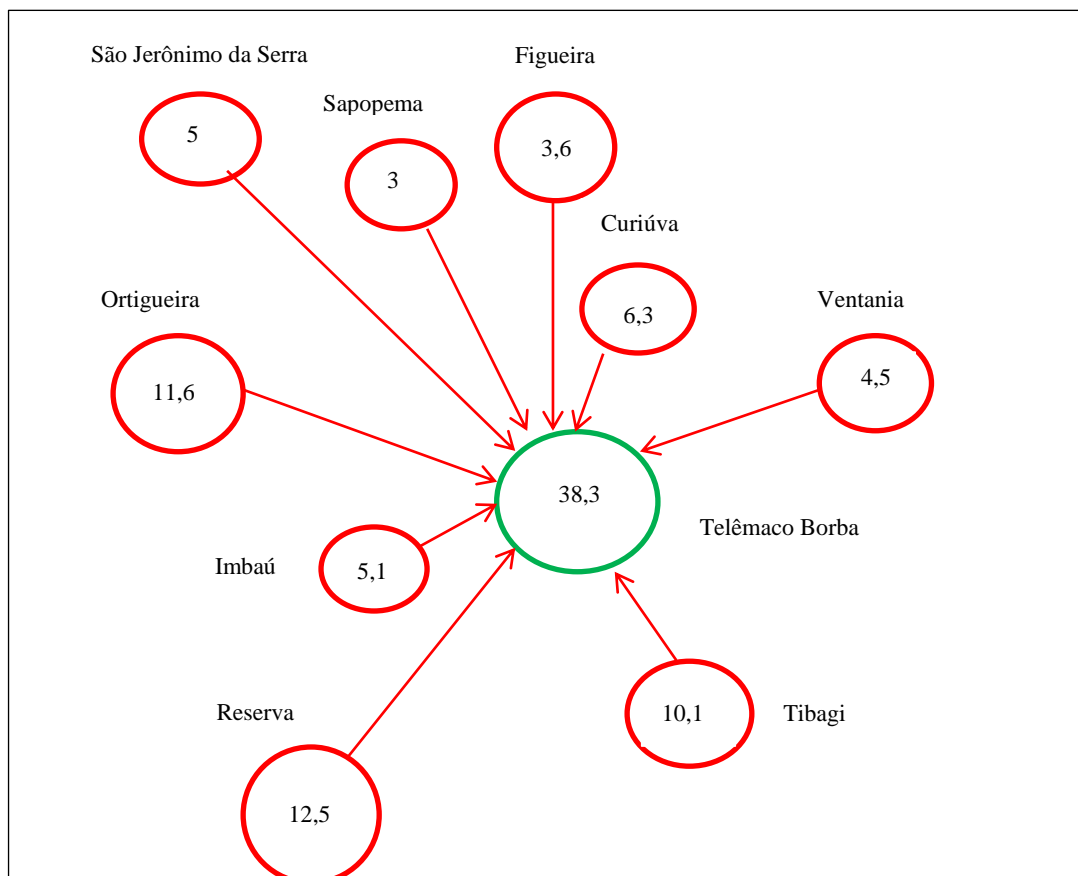 São Jerônimo da Serra
Figueira
Sapopema
5
3,6
3
Curiúva
Ortigueira
Ventania
6,3
11,6
4,5
38,3
Telêmaco Borba
Imbaú
5,1
Reserva
10,1
Tibagi
12,5